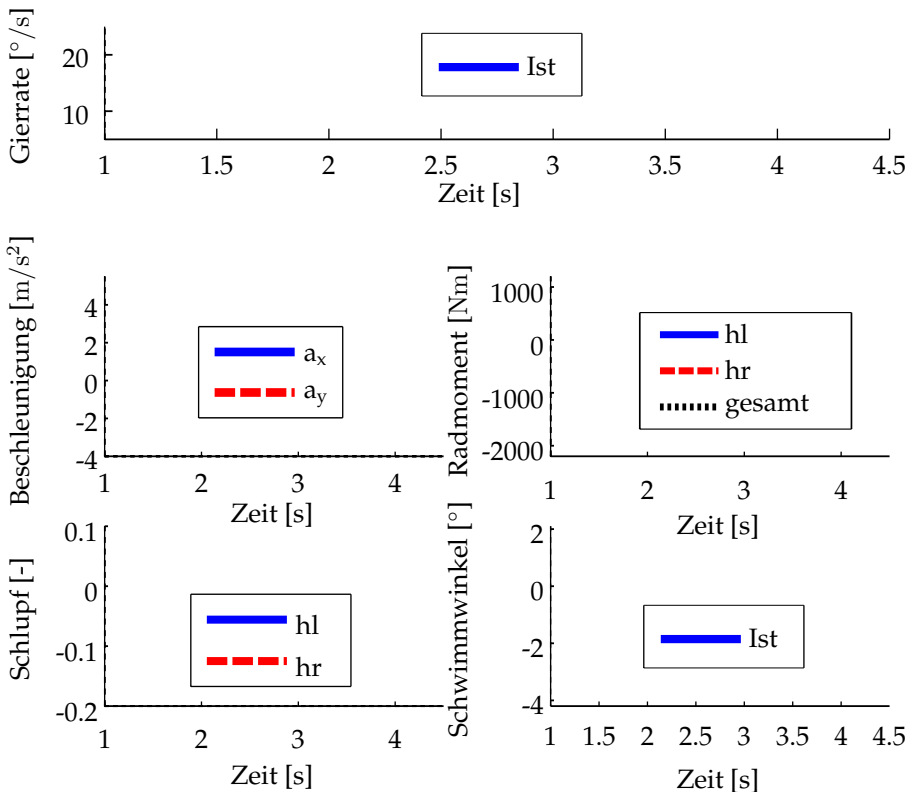 Gierrate [°/s]
20
10
Ist
1 1.5 2 2.5 3 3.5 4 4.5
Zeit [s]
Beschleunigung [m/s²]
4
2
0
-2
-4
a_x
a_y
1 2 3 4
Zeit [s]
Radmoment [Nm]
1000
0
-1000
-2000
hl
hr
gesamt
1 2 3 4
Zeit [s]
Schlupf [-]
0.1
0
-0.1
-0.2
hl
hr
1 2 3 4
Zeit [s]
Schwimmwinkel [°]
2
0
-2
-4
Ist
1 1.5 2 2.5 3 3.5 4 4.5
Zeit [s]